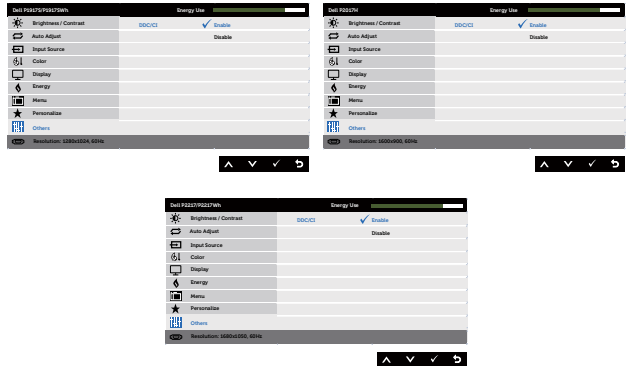 Dell P1917S/P1917SWh Energy Use
Brightness / Contrast DDC/CI Enable
Auto Adjust Disable
Input Source
Color
Display
Energy
Menu
Personalize
Others
Resolution: 1280x1024, 60Hz
Dell P2017H Energy Use
Brightness / Contrast DDC/CI Enable
Auto Adjust Disable
Input Source
Color
Display
Energy
Menu
Personalize
Others
Resolution: 1600x900, 60Hz
Dell P2217/P2217Wh Energy Use
Brightness / Contrast DDC/CI Enable
Auto Adjust Disable
Input Source
Color
Display
Energy
Menu
Personalize
Others
Resolution: 1680x1050, 60Hz